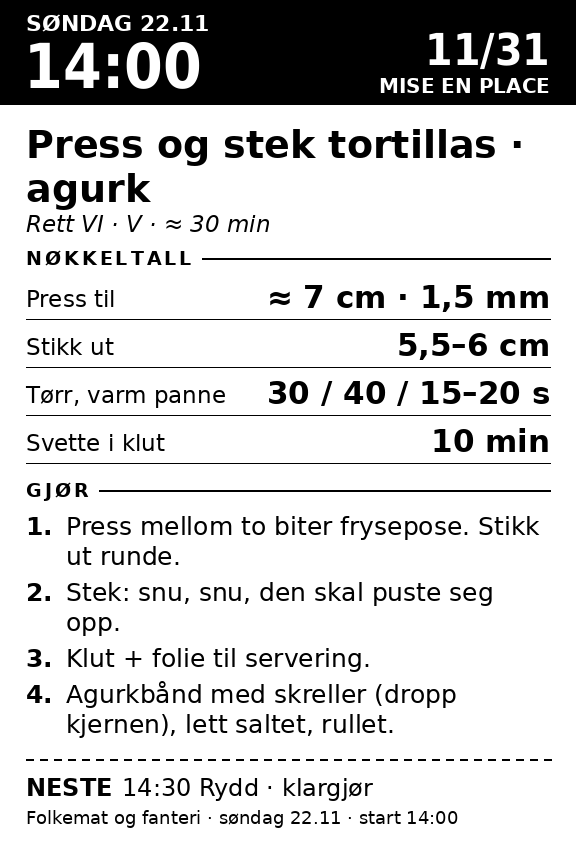 SØNDAG 22.11
14:00
11/31
MISE EN PLACE
Press og stek tortillas ·
agurk
Rett VI · V · ≈ 30 min
NØKKELTALL
Press til ≈ 7 cm · 1,5 mm
Stikk ut 5,5–6 cm
Tørr, varm panne 30 / 40 / 15–20 s
Svette i klut 10 min
GJØR
1. Press mellom to biter frysepose. Stikk
ut runde.
2. Stek: snu, snu, den skal puste seg
opp.
3. Klut + folie til servering.
4. Agurkbånd med skreller (dropp
kjernen), lett saltet, rullet.
NESTE 14:30 Rydd · klargjør
Folkemat og fanteri · søndag 22.11 · start 14:00